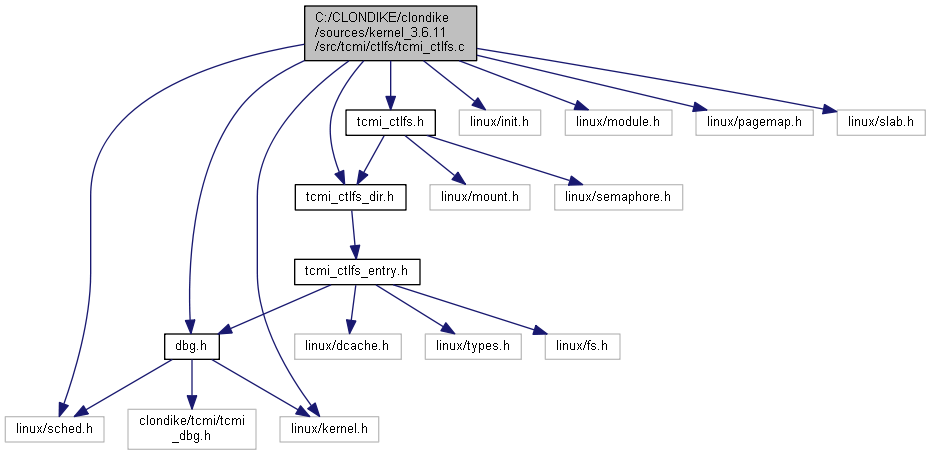 C:/CLONDIKE/clondike
/sources/kernel_3.6.11
/src/tcmi/ctlfs/tcmi_ctlfs.c
tcmi_ctlfs.h
linux/init.h
linux/module.h
linux/pagemap.h
linux/slab.h
tcmi_ctlfs_dir.h
linux/mount.h
linux/semaphore.h
tcmi_ctlfs_entry.h
dbg.h
linux/dcache.h
linux/types.h
linux/fs.h
linux/sched.h
clondike/tcmi/tcmi
_dbg.h
linux/kernel.h